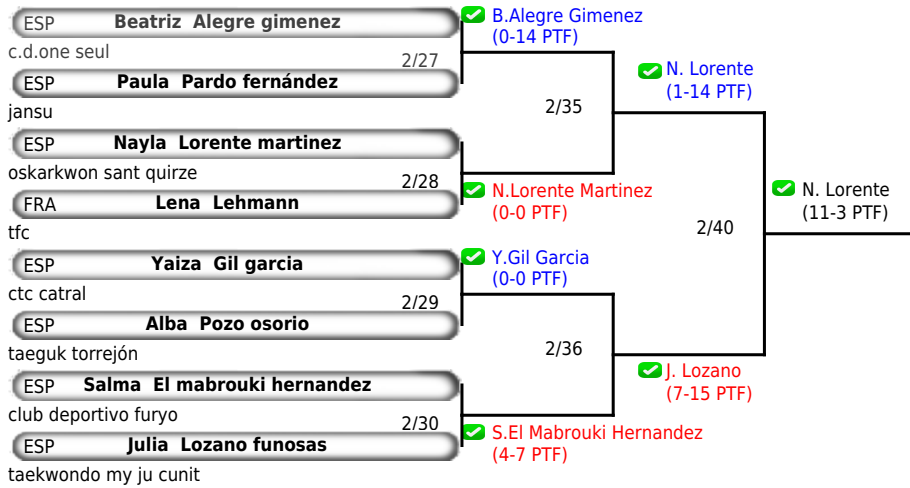 ESP Beatriz Alegre gimenez
c.d.one seul
2/27
ESP Paula Pardo fernández
jansu
ESP Nayla Lorente martinez
oskarkwon sant quirze
2/28
FRA Lena Lehmann
tfc
ESP Yaiza Gil garcia
ctc catral
2/29
ESP Alba Pozo osorio
taeguk torrejón
ESP Salma El mabrouki hernandez
club deportivo furyo
2/30
ESP Julia Lozano funosas
taekwondo my ju cunit
B.Alegre Gimenez
(0-14 PTF)
2/35
N.Lorente Martinez
(0-0 PTF)
Y.Gil Garcia
(0-0 PTF)
2/36
S.El Mabrouki Hernandez
(4-7 PTF)
N. Lorente
(1-14 PTF)
2/40
J. Lozano
(7-15 PTF)
N. Lorente
(11-3 PTF)